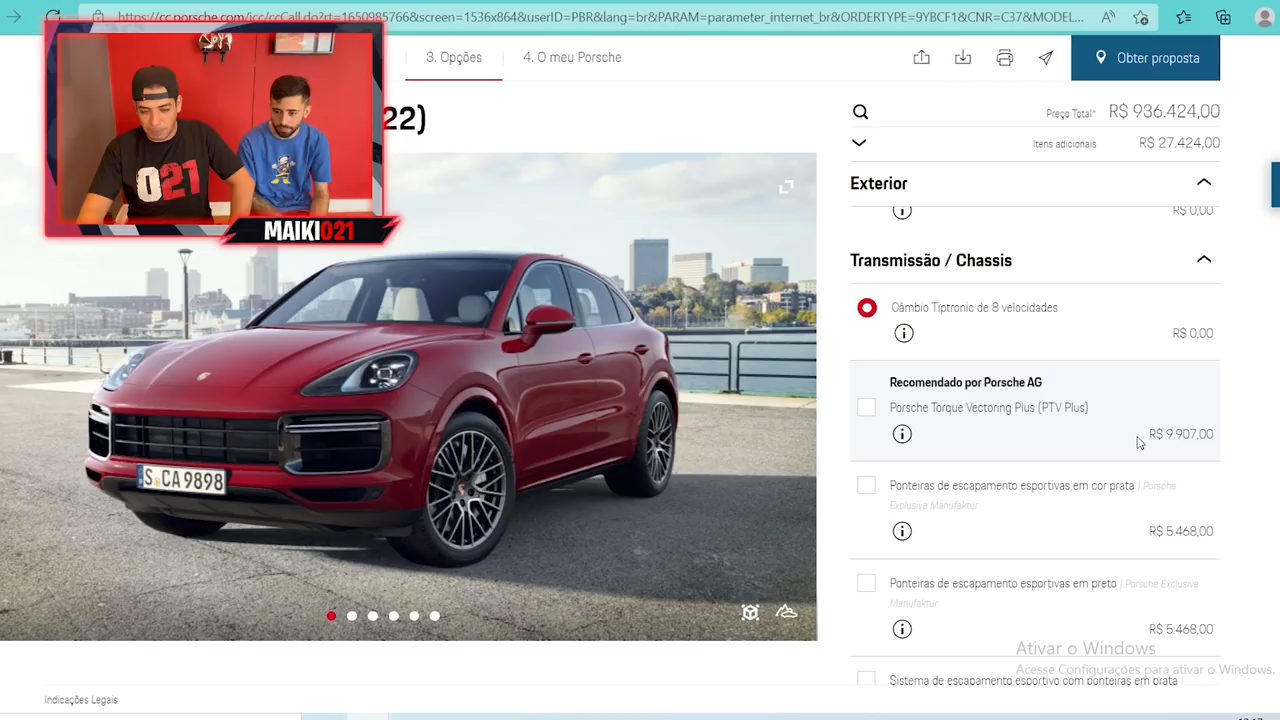 https://cc.porsche.com/icc/ccCall.do?rt=1650985766&screen=1536x864&userID=PBR&lang=br&PARAM=parameter_internet_br&ORDERTYPE=9YBCF1&CNR=C37&MODEL...
3. Opções
4. O meu Porsche
Obter proposta
22)
Preço Total* R$ 936.424,00
Itens adicionais R$ 27.424,00
Exterior
R$ 0,00
Transmissão / Chassis
Câmbio Tiptronic de 8 velocidades
R$ 0,00
Recomendado por Porsche AG
Porsche Torque Vectoring Plus (PTV Plus)
R$ 9.907,00
Ponteiras de escapamento esportivas em cor prata | Porsche
Exclusive Manufaktur
R$ 5.468,00
Ponteiras de escapamento esportivas em preto | Porsche Exclusive
Manufaktur
R$ 5.468,00
Sistema de escapamento esportivo com ponteiras em prata |
Ativar o Windows
Acesse Configurações para ativar o Windows.
021
MAIKI021
S CA 9898
Indicações Legais